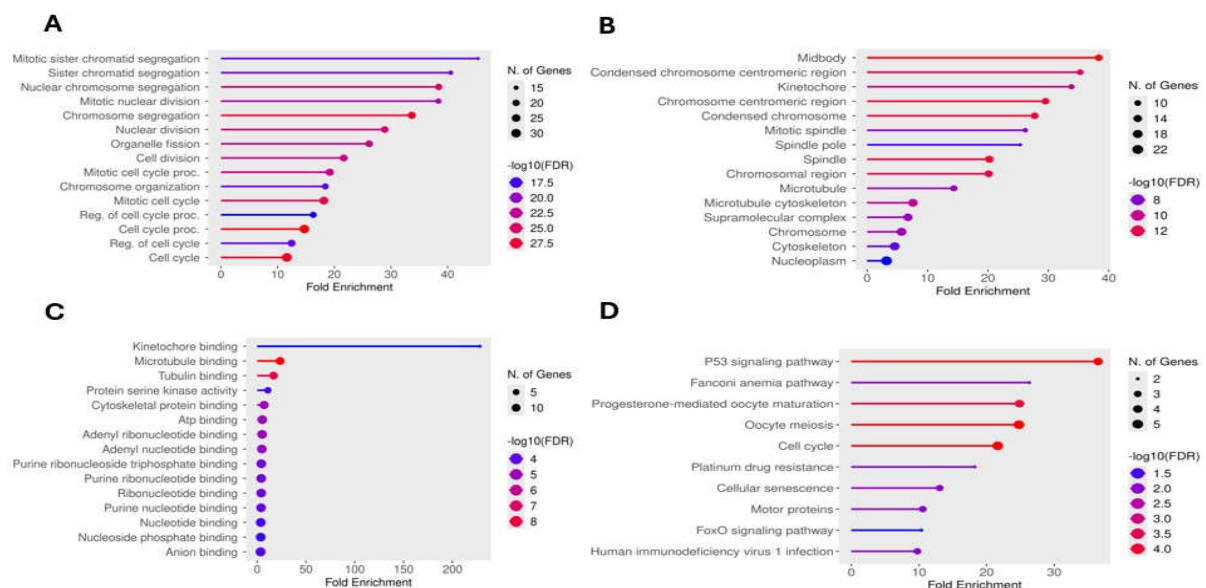 A
Mitotic sister chromatid segregation
Sister chromatid segregation
Nuclear chromosome segregation
Mitotic nuclear division
Chromosome segregation
Nuclear division
Organelle fission
Cell division
Mitotic cell cycle proc.
Chromosome organization
Mitotic cell cycle
Reg. of cell cycle proc.
Cell cycle proc.
Reg. of cell cycle
Cell cycle
0 10 20 30 40
Fold Enrichment
N. of Genes
15
20
25
30
-log10(FDR)
17.5
20.0
22.5
25.0
27.5
B
Midbody
Condensed chromosome centromeric region
Kinetochore
Chromosome centromeric region
Condensed chromosome
Mitotic spindle
Spindle pole
Spindle
Chromosomal region
Microtubule
Microtubule cytoskeleton
Supramolecular complex
Chromosome
Cytoskeleton
Nucleoplasm
0 10 20 30 40
Fold Enrichment
N. of Genes
10
14
18
22
-log10(FDR)
8
10
12
C
Kinetochore binding
Microtubule binding
Tubulin binding
Protein serine kinase activity
Cytoskeletal protein binding
Atp binding
Adenyl ribonucleotide binding
Adenyl nucleotide binding
Purine ribonucleoside triphosphate binding
Purine ribonucleotide binding
Ribonucleotide binding
Purine nucleotide binding
Nucleotide binding
Nucleoside phosphate binding
Anion binding
0 50 100 150 200
Fold Enrichment
N. of Genes
5
10
-log10(FDR)
4
5
6
7
8
D
P53 signaling pathway
Fanconi anemia pathway
Progesterone-mediated oocyte maturation
Oocyte meiosis
Cell cycle
Platinum drug resistance
Cellular senescence
Motor proteins
FoxO signaling pathway
Human immunodeficiency virus 1 infection
0 10 20 30
Fold Enrichment
N. of Genes
2
3
4
5
-log10(FDR)
1.5
2.0
2.5
3.0
3.5
4.0